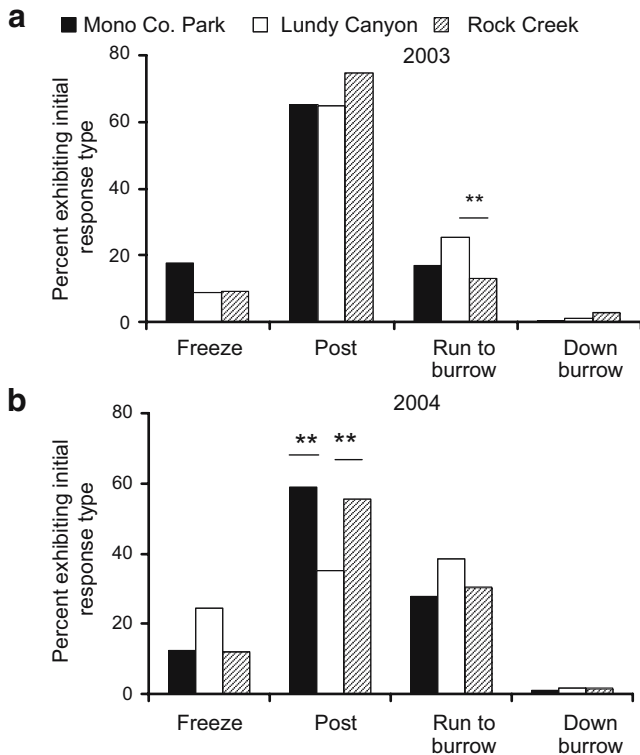 a
Mono Co. Park Lundy Canyon Rock Creek
2003
Percent exhibiting initial
response type
80
60
40
20
0
**
Freeze Post Run to Down
burrow burrow
b
2004
Percent exhibiting initial
response type
80
60
40
20
0
** **
Freeze Post Run to Down
burrow burrow